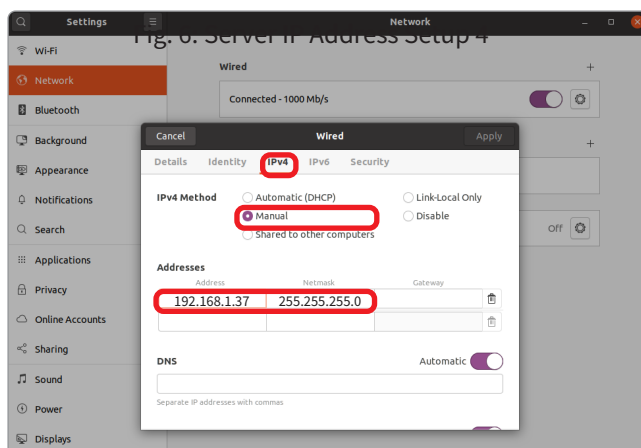 Settings
Network
Fig. 6. Server IP Address Setup 4
Wi-Fi
Network
Bluetooth
Background
Appearance
Notifications
Search
Applications
Privacy
Online Accounts
Sharing
Sound
Power
Displays
Wired
Connected - 1000 Mb/s
Off
Cancel
Wired
Apply
Details Identity IPv4 IPv6 Security
IPv4 Method
Automatic (DHCP)
Link-Local Only
Manual
Disable
Shared to other computers
Addresses
Address Netmask Gateway
192.168.1.37 255.255.255.0
DNS
Automatic
Separate IP addresses with commas